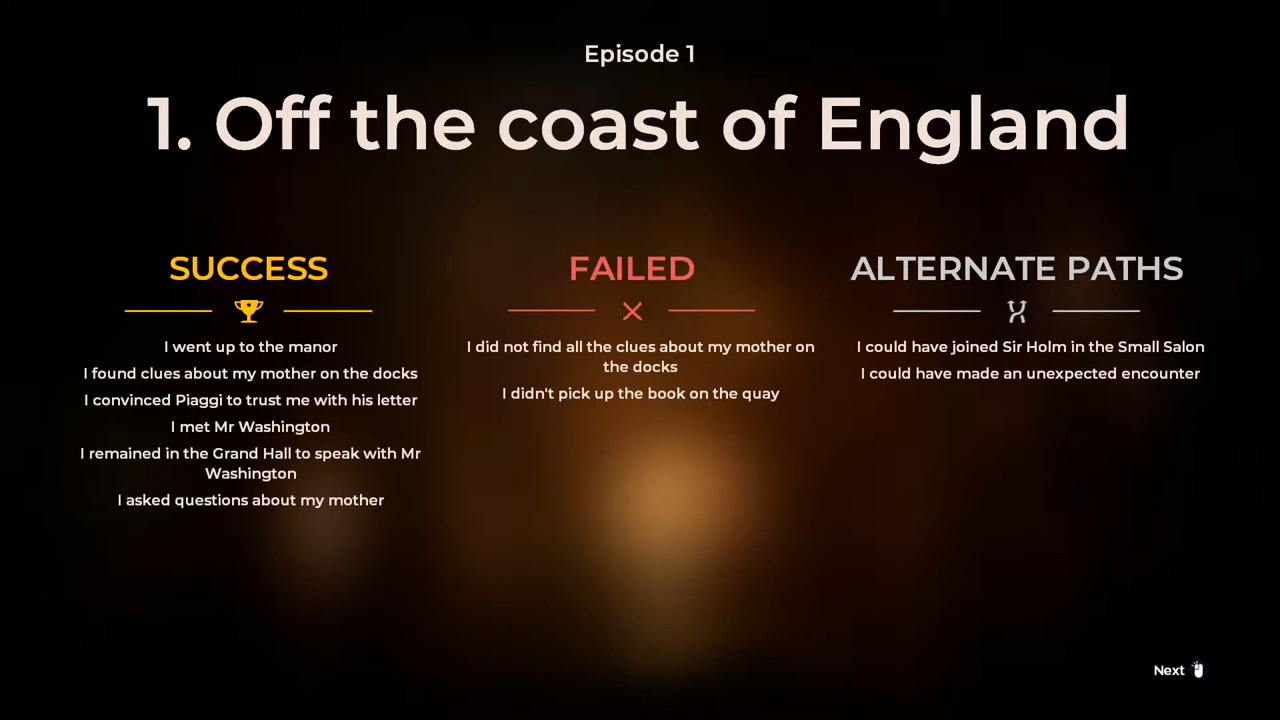 Episode 1
1. Off the coast of England
SUCCESS
I went up to the manor
I found clues about my mother on the docks
I convinced Piaggi to trust me with his letter
I met Mr Washington
I remained in the Grand Hall to speak with Mr
Washington
I asked questions about my mother
FAILED
I did not find all the clues about my mother on
the docks
I didn't pick up the book on the quay
ALTERNATE PATHS
I could have joined Sir Holm in the Small Salon
I could have made an unexpected encounter
Next